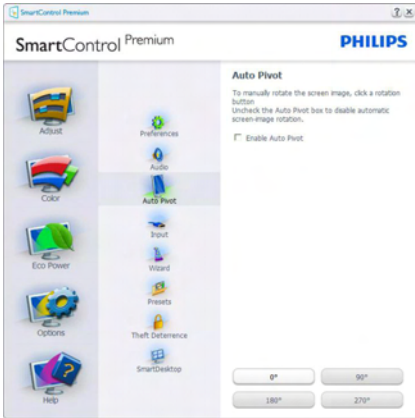 SmartControl Premium
SmartControl Premium
PHILIPS
Adjust
Color
Eco Power
Options
Help
Preferences
Audio
Auto Pivot
Input
Wizard
Presets
Theft Deterrence
SmartDesktop
Auto Pivot
To manually rotate the screen image, click a rotation
button
Uncheck the Auto Pivot box to disable automatic
screen-image rotation.
Enable Auto Pivot
0°
90°
180°
270°